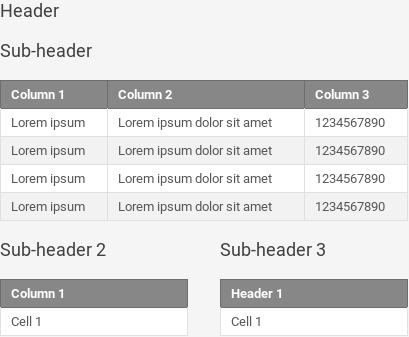 Header
Sub-header
Column 1 Column 2 Column 3
Lorem ipsum Lorem ipsum dolor sit amet 1234567890
Lorem ipsum Lorem ipsum dolor sit amet 1234567890
Lorem ipsum Lorem ipsum dolor sit amet 1234567890
Lorem ipsum Lorem ipsum dolor sit amet 1234567890
Sub-header 2
Column 1
Cell 1
Sub-header 3
Header 1
Cell 1